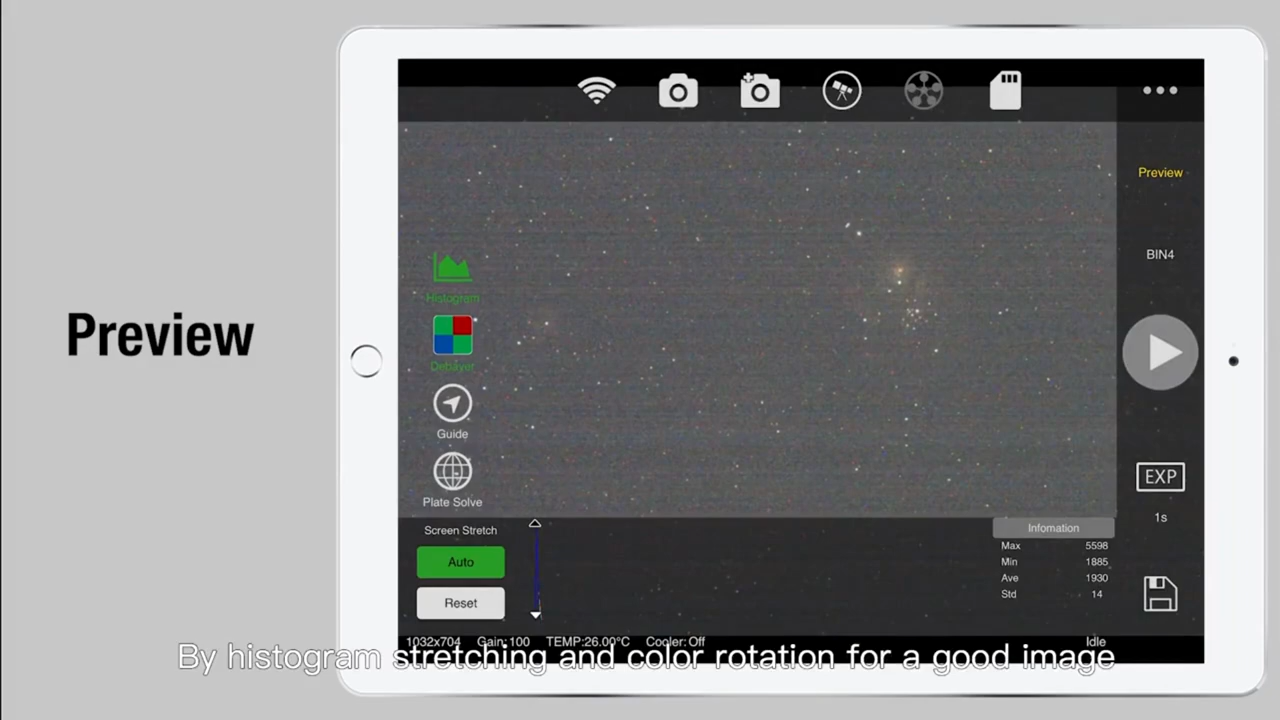 Preview
Preview
BIN4
EXP
1s
Histogram
Debayer
Guide
Plate Solve
Screen Stretch
Auto
Reset
Infomation
Max 5598
Min 1885
Ave 1930
Std 14
1032x704 Gain:100 TEMP:26.00°C Cooler:Off Idle
By histogram stretching and color rotation for a good image